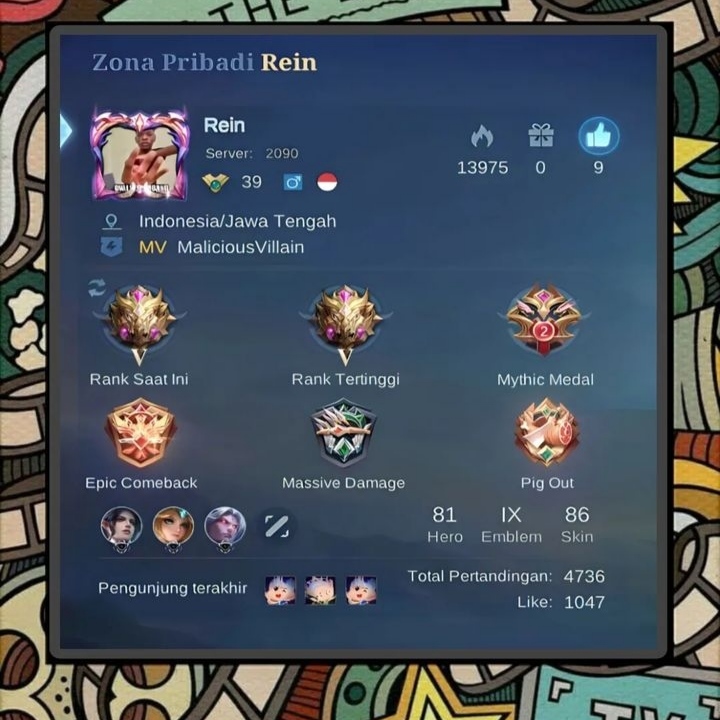 THE
Zona Pribadi Rein
Rein
Server: 2090
39
13975 0 9
Indonesia/Jawa Tengah
MV MaliciousVillain
Rank Saat Ini
Rank Tertinggi
2
Mythic Medal
Epic Comeback
Massive Damage
Pig Out
81 IX 86
Hero Emblem Skin
Pengunjung terakhir
Total Pertandingan: 4736
Like: 1047